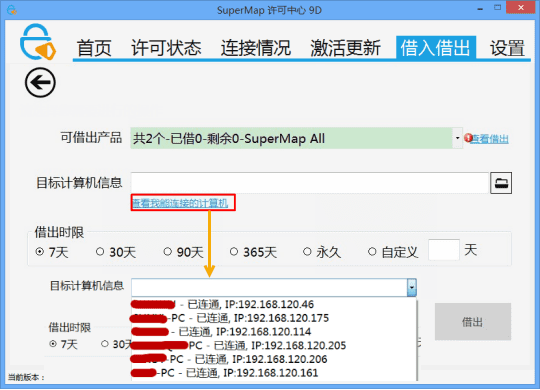 SuperMap 许可中心 9D
首页 许可状态 连接情况 激活更新 借入借出 设置
可借出产品 共2个-已借0-剩余0-SuperMap All 查看借出
目标计算机信息
查看我能连接的计算机
借出时限
7天 30天 90天 365天 永久 自定义 天
目标计算机信息
- 已连通, IP:192.168.120.46
-PC - 已连通, IP:192.168.120.175
- 已连通, IP:192.168.120.114
-PC - 已连通, IP:192.168.120.205
- 已连通, IP:192.168.120.206
-PC - 已连通, IP:192.168.120.161
借出时限
7天
借出
当前版本：